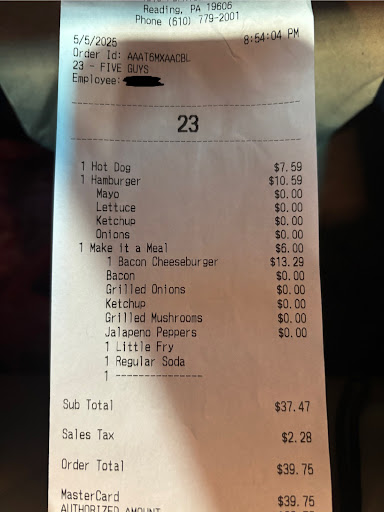 Reading, PA 19606
Phone (610) 779-2001
5/5/2025 8:54:04 PM
Order Id: AAAT6MXAACBL
23 - FIVE GUYS
Employee:
23
1 Hot Dog $7.59
1 Hamburger $10.59
Mayo $0.00
Lettuce $0.00
Ketchup $0.00
Onions $0.00
1 Make it a Meal $6.00
1 Bacon Cheeseburger $13.29
Bacon $0.00
Grilled Onions $0.00
Ketchup $0.00
Grilled Mushrooms $0.00
Jalapeno Peppers $0.00
1 Little Fry
1 Regular Soda
1 ---------------
Sub Total $37.47
Sales Tax $2.28
Order Total $39.75
MasterCard $39.75
AUTHORIZED AMOUNT